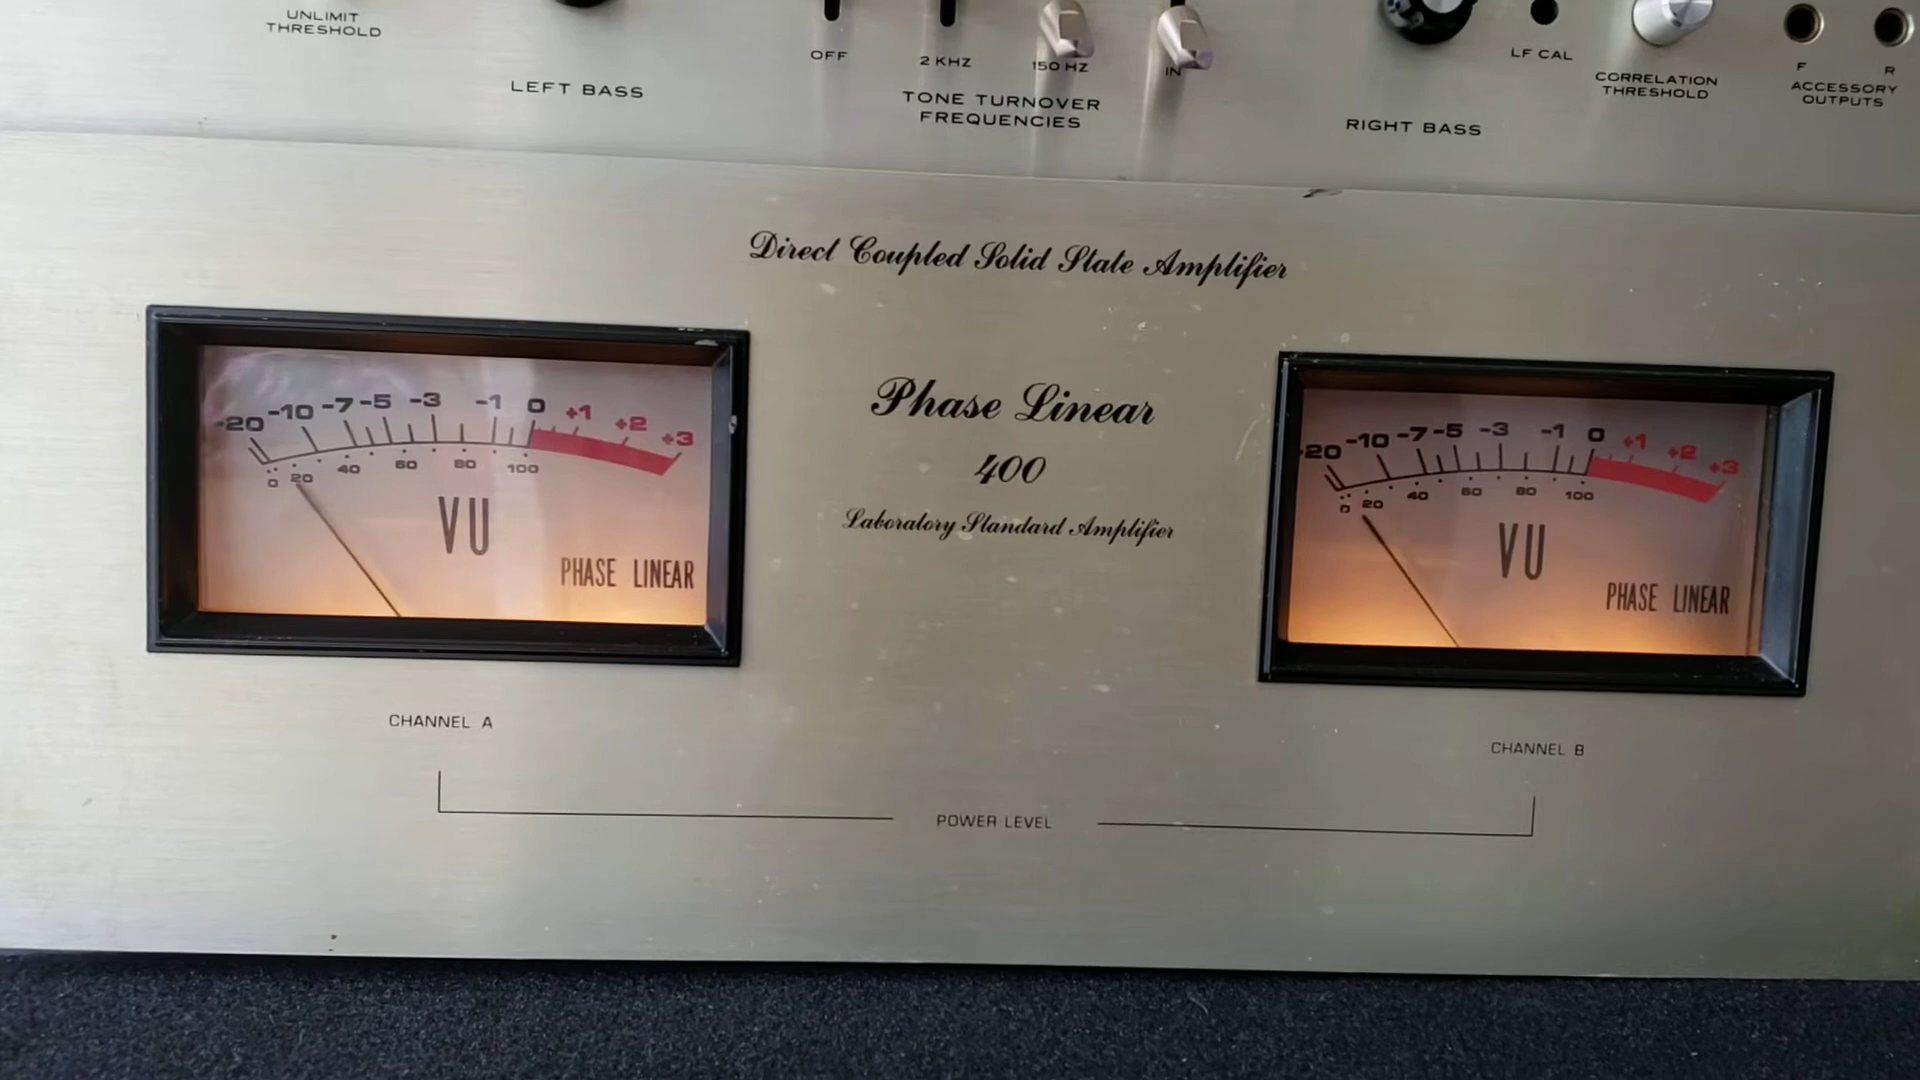 UNLIMIT
THRESHOLD
LEFT BASS
OFF
2 KHZ
150 HZ
IN
TONE TURNOVER
FREQUENCIES
RIGHT BASS
LF CAL
CORRELATION
THRESHOLD
F
R
ACCESSORY
OUTPUTS
Direct Coupled Solid State Amplifier
-20 -10 -7 -5 -3 -1 0 +1 +2 +3
0 20 40 60 80 100
VU
PHASE LINEAR
Phase Linear
400
Laboratory Standard Amplifier
-20 -10 -7 -5 -3 -1 0 +1 +2 +3
0 20 40 60 80 100
VU
PHASE LINEAR
CHANNEL A
CHANNEL B
POWER LEVEL